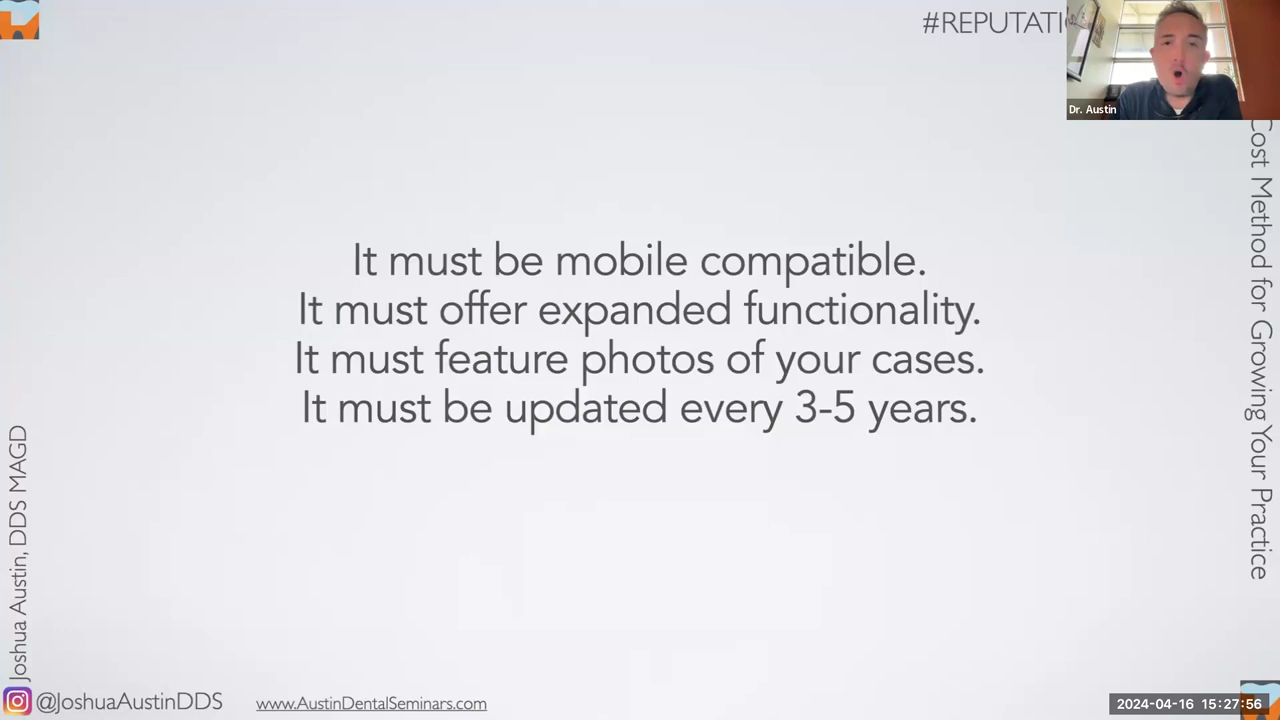 #REPUTATI
Dr. Austin
It must be mobile compatible.
It must offer expanded functionality.
It must feature photos of your cases.
It must be updated every 3-5 years.
Cost Method for Growing Your Practice
Joshua Austin, DDS MAGD
@JoshuaAustinDDS
www.AustinDentalSeminars.com
2024-04-16 15:27:56